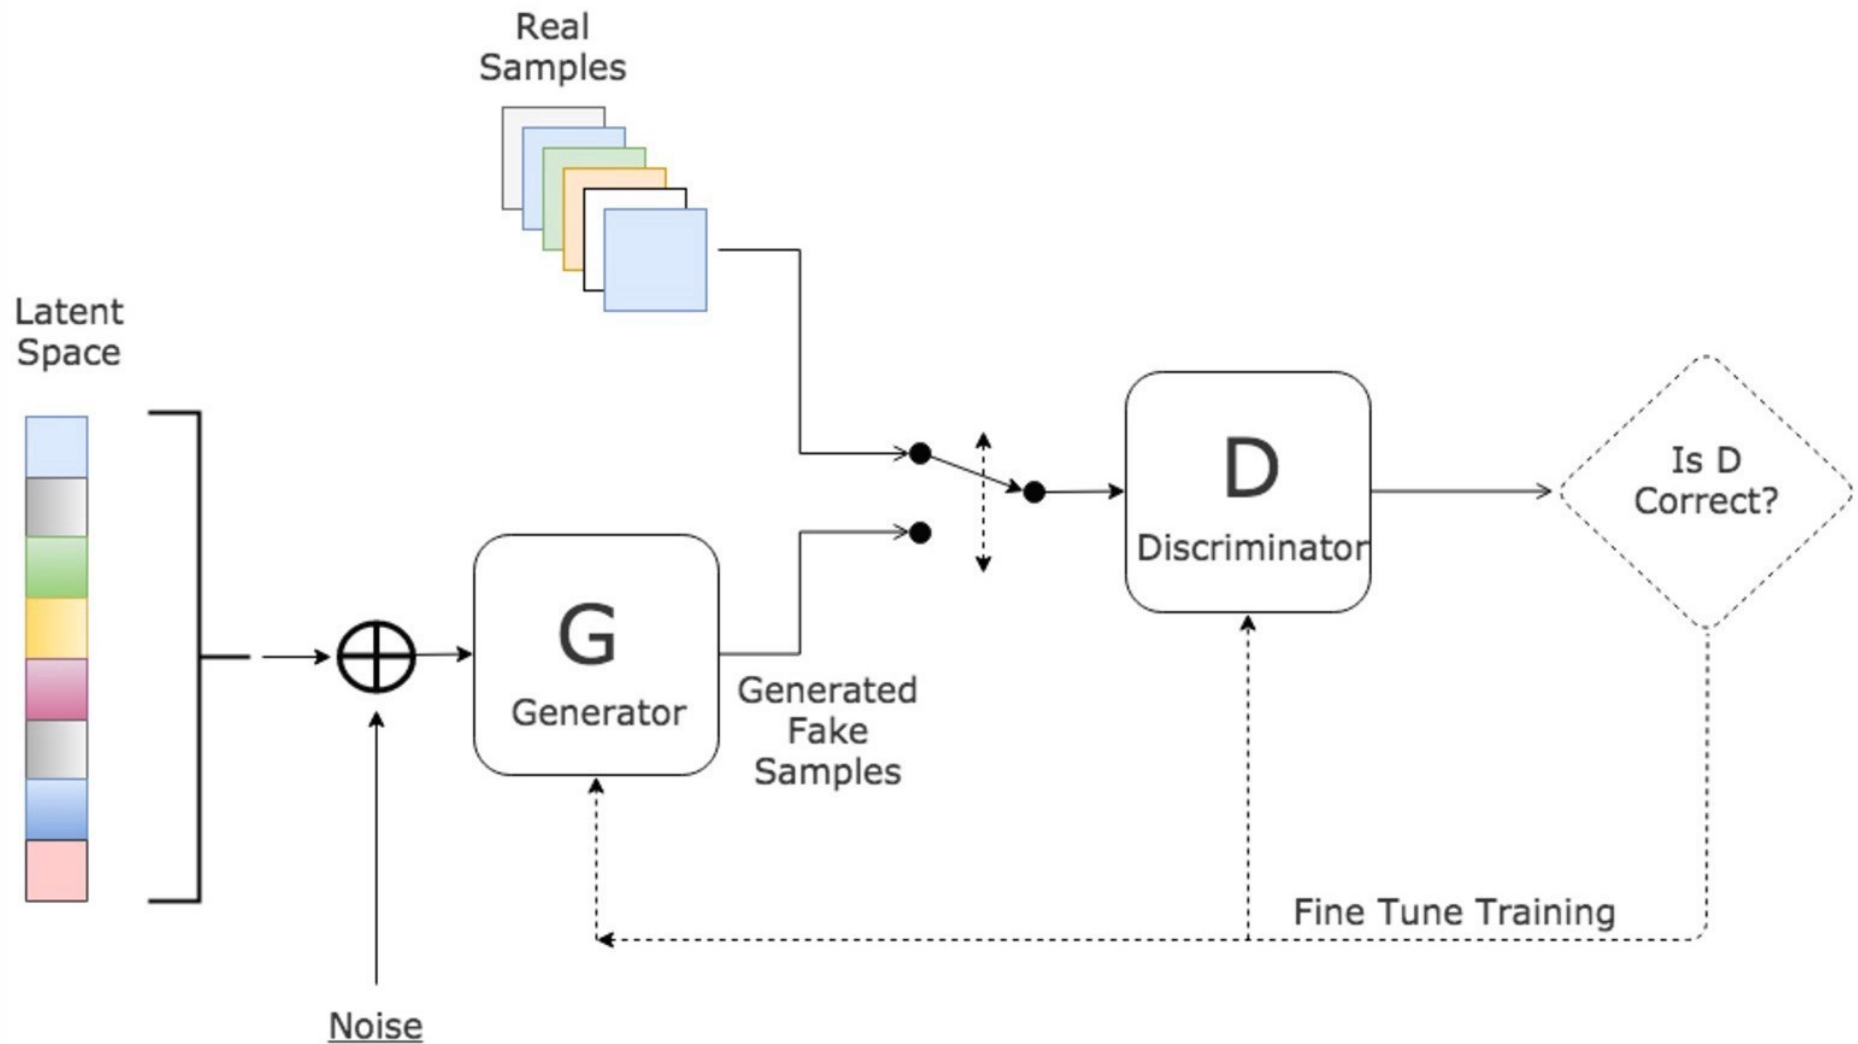 Real
Samples
Latent
Space
Is D
Correct?
D
Discriminator
G
Generator
Generated
Fake
Samples
Fine Tune Training
Noise